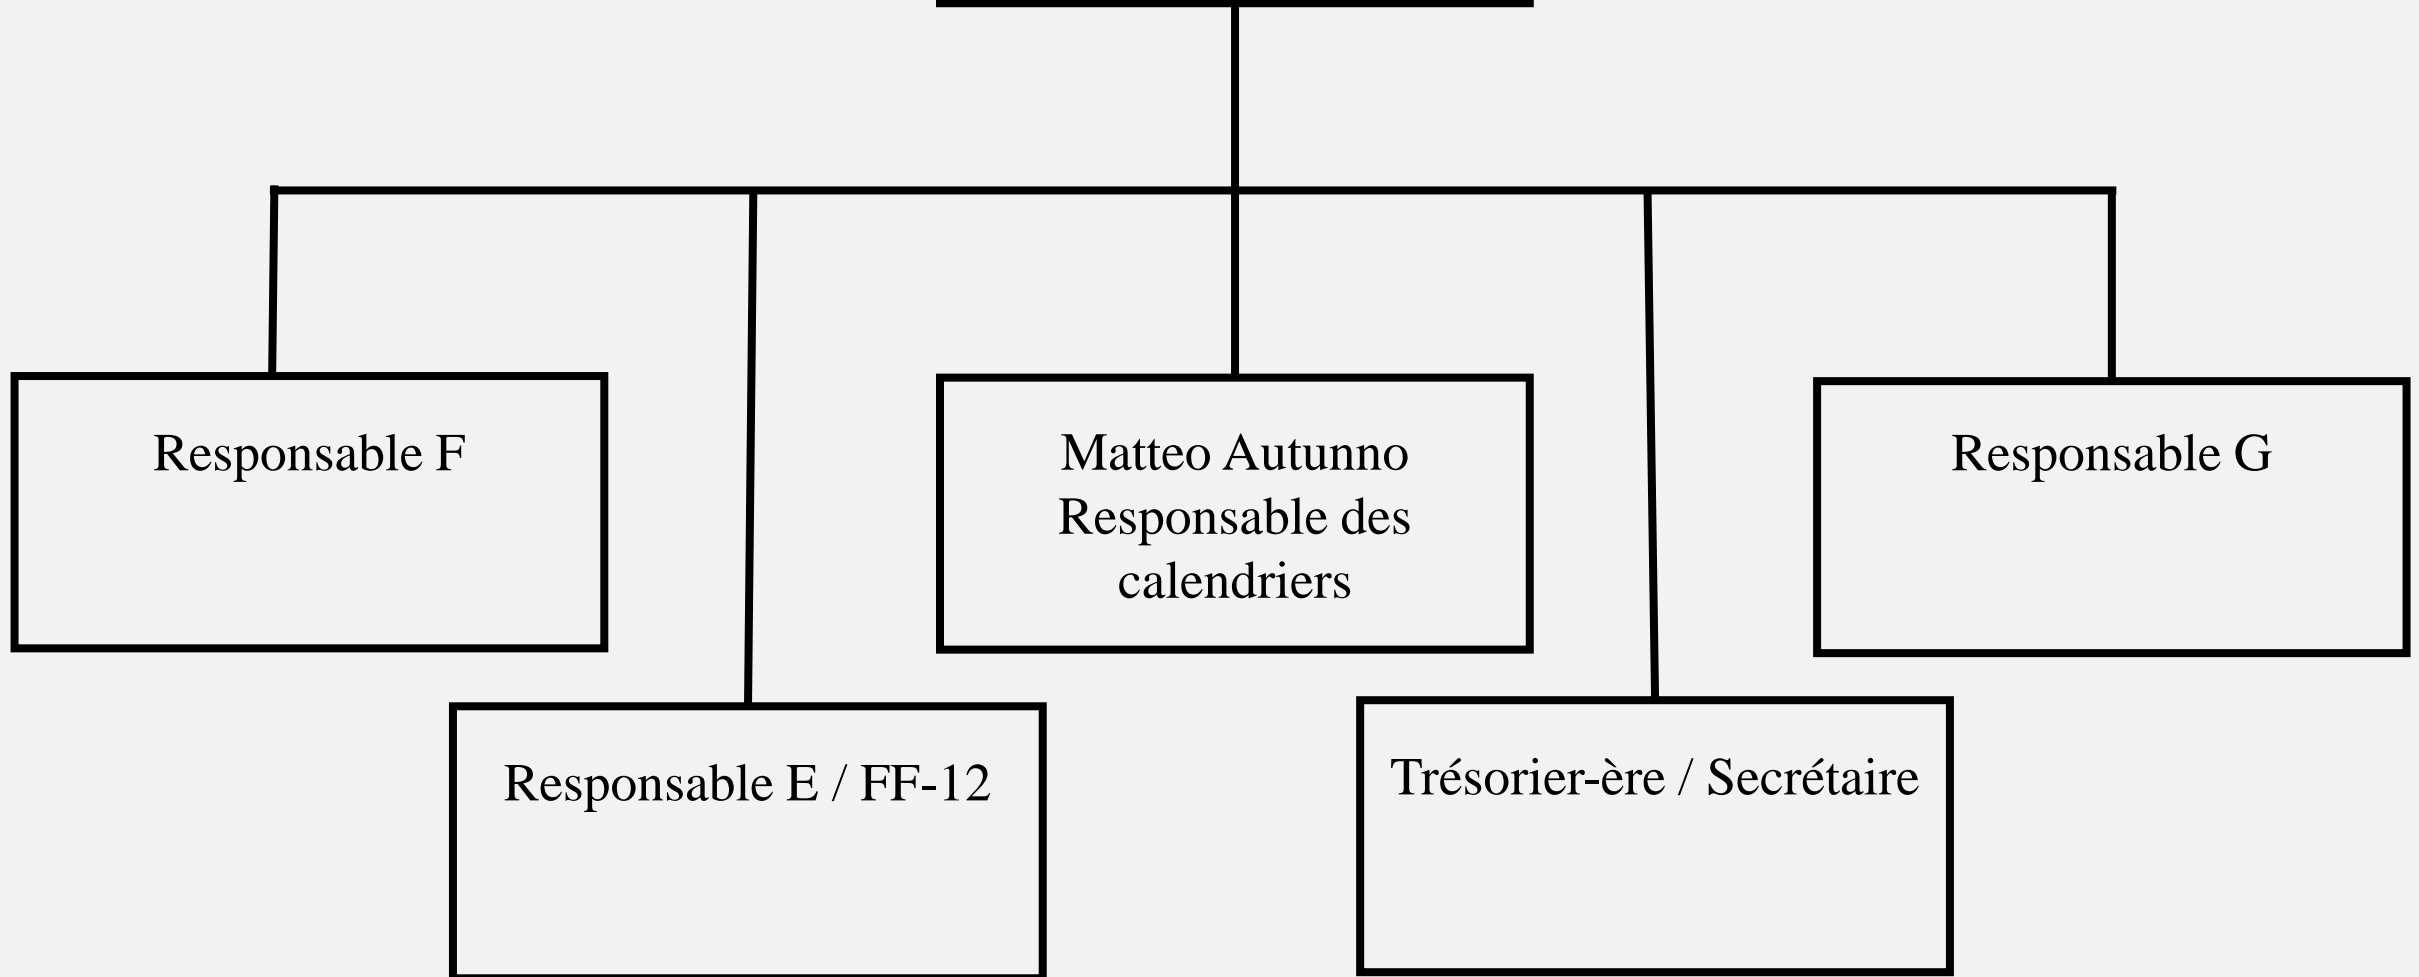 Responsable F
Matteo Autunno
Responsable des
calendriers
Responsable G
Responsable E / FF-12
Trésorier-ère / Secrétaire